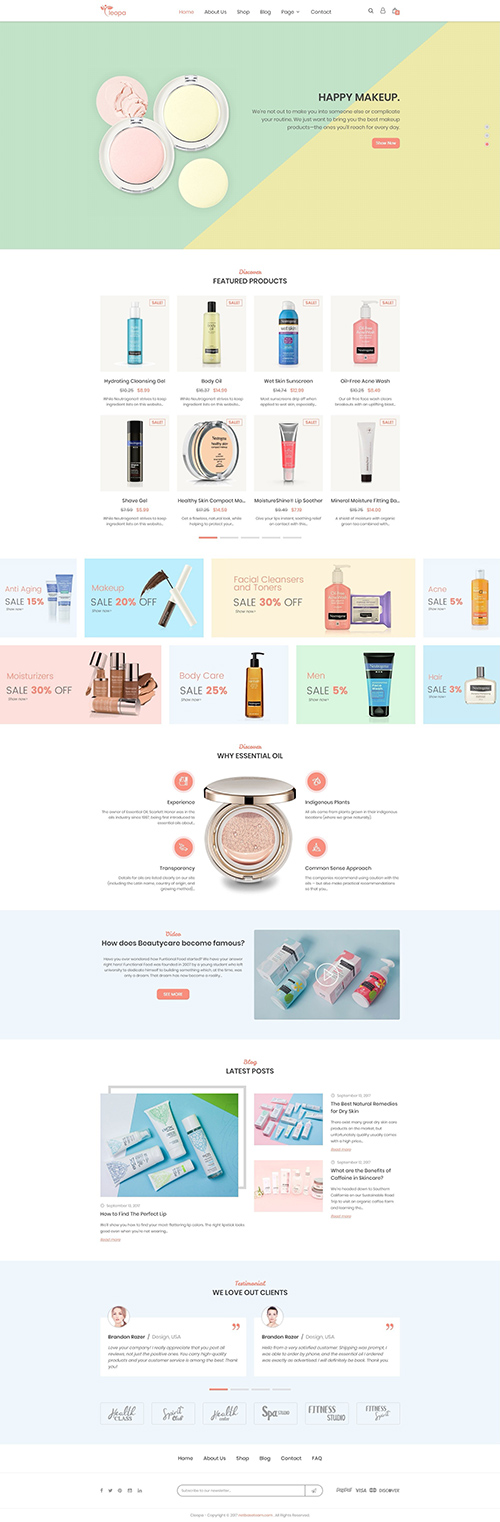 Cleopa
Home About Us Shop Blog Page Contact
HAPPY MAKEUP.
We're not out to make you into someone else or complicate
your routine. We just want to bring you the best makeup
products—the ones you'll reach for every day.
Show Now
Discover
FEATURED PRODUCTS
SALE! SALE! SALE! SALE!
Hydrating Cleansing Gel Body Oil Wet Skin Sunscreen Oil-Free Acne Wash
$10.25 $8.99 $16.37 $14.59 $14.74 $12.98 $10.25 $8.49
While Neutrogena® strives to keep ingredient lists on this website...
While Neutrogena® strives to keep ingredient lists on this website...
Most sunscreens drip off when applied to wet skin, especially...
Our oil-free face wash clears breakouts with an uplifting blast...
SALE! SALE! SALE! SALE!
Shave Gel Healthy Skin Compact Ma... MoistureShine® Lip Soother Mineral Moisture Fitting Ba...
$7.59 $5.99 $17.25 $14.59 $9.49 $7.19 $15.75 $14.00
While Neutrogena® strives to keep ingredient lists on this website...
Get a flawless, natural look, while helping to protect your...
Give your lips instant soothing relief on contact with this...
A sheet of moisture with organic green tea combined with...
Anti Aging
SALE 15%
Show now+
Makeup
SALE 20% OFF
Show now+
Facial Cleansers
and Toners
SALE 30% OFF
Show now+
Acne
SALE 5%
Show now+
Moisturizers
SALE 30% OFF
Show now+
Body Care
SALE 25%
Show now+
Men
SALE 5%
Show now+
Hair
SALE 3%
Show now+
Discover
WHY ESSENTIAL OIL
Experience
The owner of Essential Oil Scarlett Morse was in the
oils industry since 1987, being first introduced to
essential oils about...
Indigenous Plants
All oils come from plants grown in their indigenous
locations (where we grow naturally).
Transparency
Details for oils are listed clearly on our site
(including the Latin name, country of origin, and
growing method)...
Common Sense Approach
The companies recommend using caution with the
oils – but also make practical recommendations
so that you...
Video
How does Beautycare become famous?
Have you ever wondered how Funtional Food started? We have your answer
right here! Functional Food was founded in 2007 by a young student who left
university to dedicate himself to building something which, at the time, was
only a dream. That dream has now become a reality...
SEE MORE
Blog
LATEST POSTS
September 12, 2017
How to Find The Perfect Lip
We'll show you how to find your most flattering lip colors. The right lipstick looks
great even when you're not wearing...
Read more
September 12, 2017
The Best Natural Remedies
for Dry Skin
There area many great dry skin care
products on the market, but
unfortunately quality usually comes
with a high price...
Read more
September 12, 2017
What are the Benefits of
Caffeine in Skincare?
We're headed down to Southern
California on our Sustainable Road
Trip to visit an organic coffee farm
and learning the...
Read more
Testimonial
WE LOVE OUT CLIENTS
Brandon Razer / Design, USA
Love your company! I really appreciate that you post all
reviews, not just the positive ones. You carry high-quality
products and your customer service is among the best. Thank
you!
Brandon Razer / Design, USA
Hello from a very satisfied customer. Shipping was prompt, I
was able to order by phone, and the essential oil I ordered
was exactly as advertised. I will definitely be back. Thank you.
Health CLASS
Spirit Club
Health color
Spa STUDIO
FITNESS STUDIO
FITNESS Spirit
Home About Us Shop Blog Contact FAQ
Subscribe to our newsletter...
PayPal VISA DISCOVER